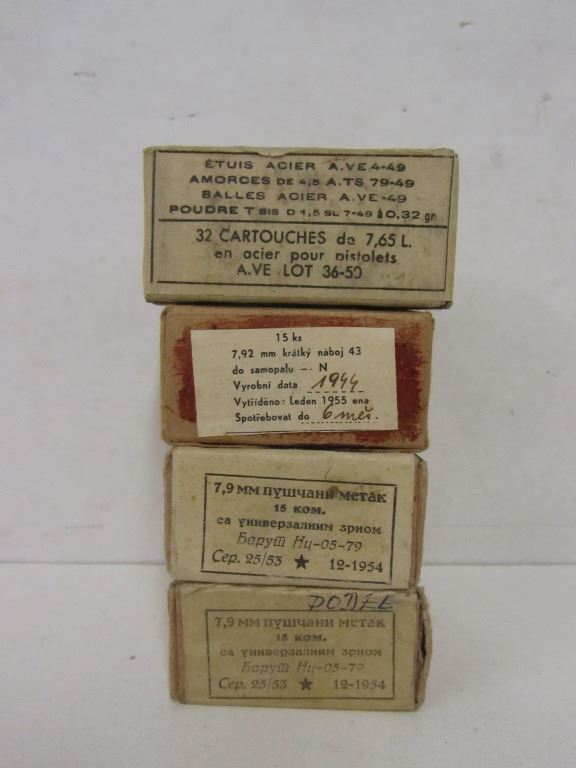 ÉTUIS ACIER A.VE 4-49
AMORCES DE 4,5 A.TS 79-49
BALLES ACIER A.VE-49
POUDRE T BIS D 1,5 SL 7-49 à 0,32 gr
32 CARTOUCHES de 7,65 L.
en acier pour pistolets
A.VE LOT 36-50
15 ks
7,92 mm krátký náboj 43
do samopalu — N
Vyrobní data 1944
Vytříděno: Leden 1955 ena
Spotřebovat do 6 měs.
7,9 мм пушчани метак
15 ком.
са универзалним зрном
Барут Нц-05-79
Сер. 25/53 ★ 12-1954
7,9 мм пушчани метак
15 ком.
са универзалним зрном
Барут Нц-05-79
Сер. 25/53 ★ 12-1954